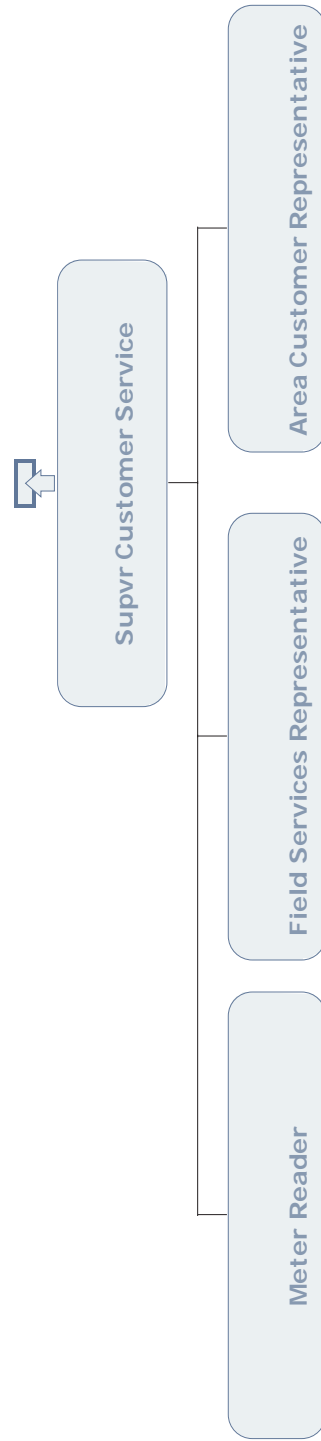 Supvr Customer Service
Meter Reader
Field Services Representative
Area Customer Representative